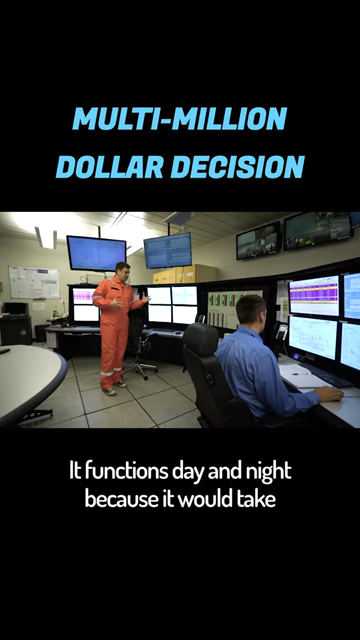 MULTI-MILLION
DOLLAR DECISION
It functions day and night
because it would take